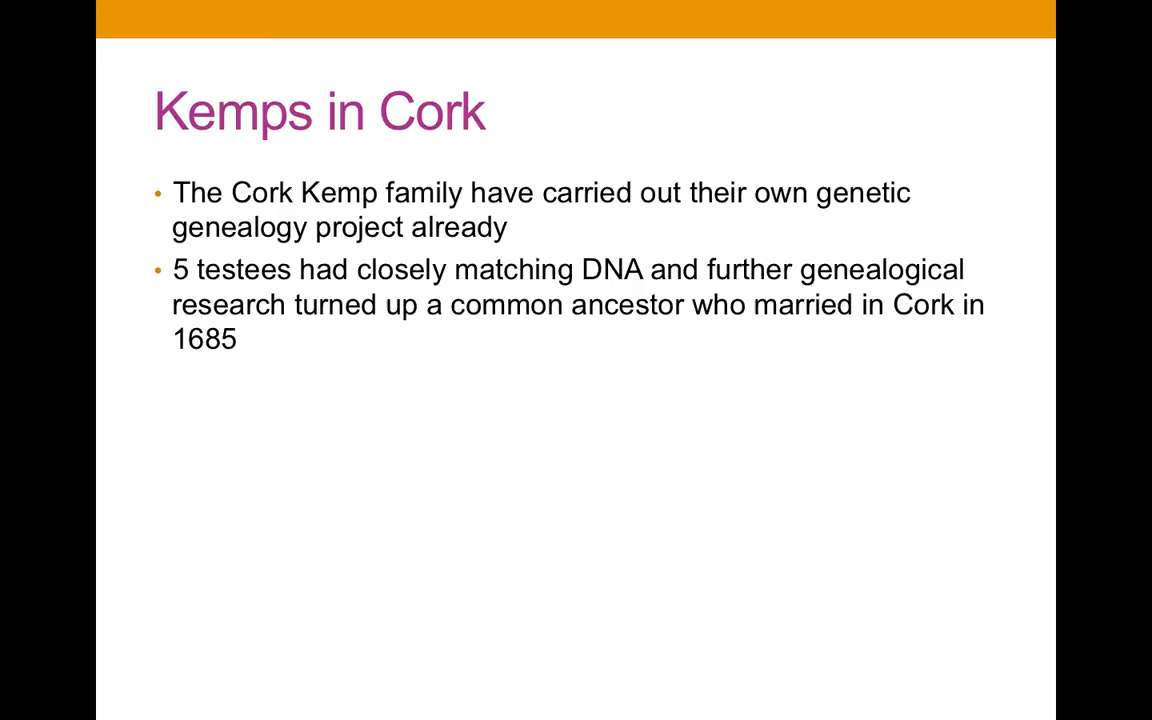 Kemps in Cork
• The Cork Kemp family have carried out their own genetic
genealogy project already
• 5 testees had closely matching DNA and further genealogical
research turned up a common ancestor who married in Cork in
1685